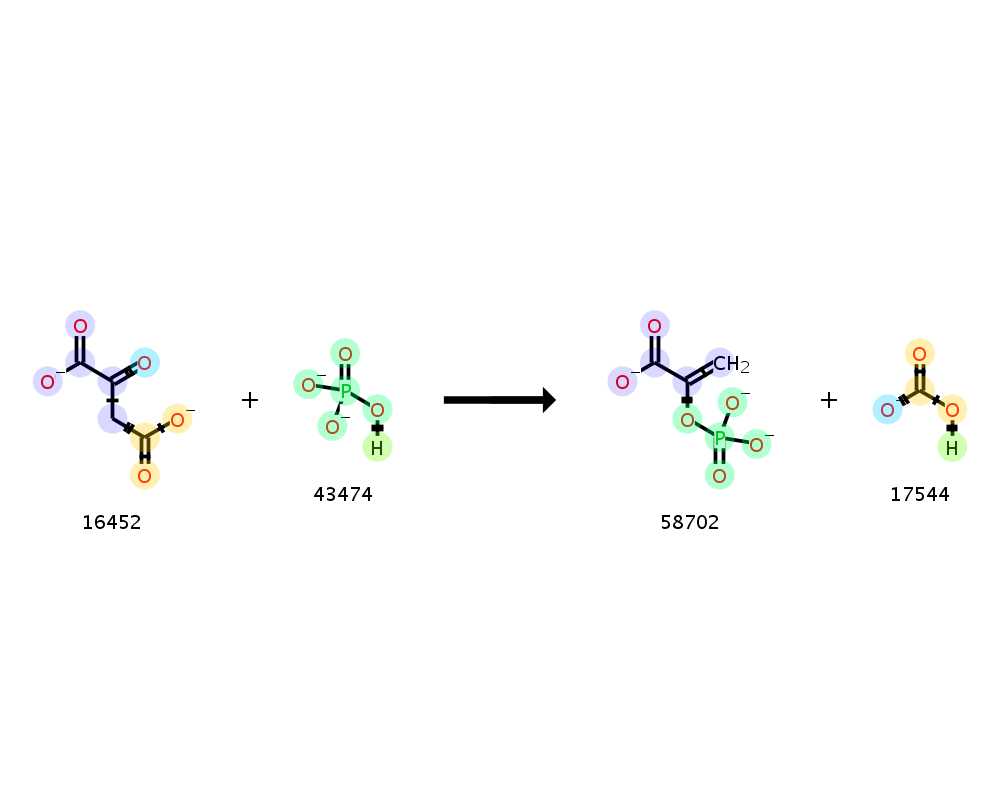 O O⁻ O O⁻ O
+
O O⁻ P O⁻ O H
O O⁻ CH₂ O O⁻ P O⁻ O
+
O O⁻ O H
16452
43474
58702
17544